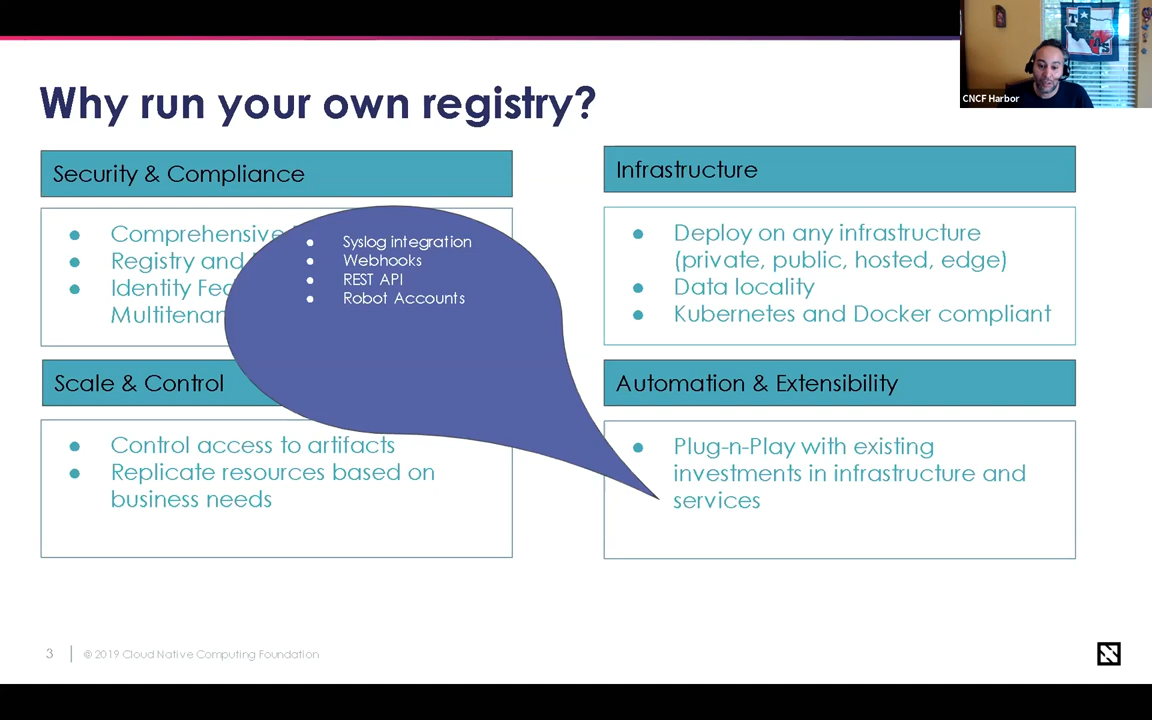 CNCF Harbor
Why run your own registry?
Security & Compliance
● Comprehensive
● Registry and
● Identity
Scale & Control
● Control access to artifacts
● Replicate resources based on
business needs
● Syslog integration
● Webhooks
● REST API
● Robot Accounts
Infrastructure
● Deploy on any infrastructure
(private, public, hosted, edge)
● Data locality
● Kubernetes and Docker compliant
Automation & Extensibility
● Plug-n-Play with existing
investments in infrastructure and
services
3
© 2019 Cloud Native Computing Foundation